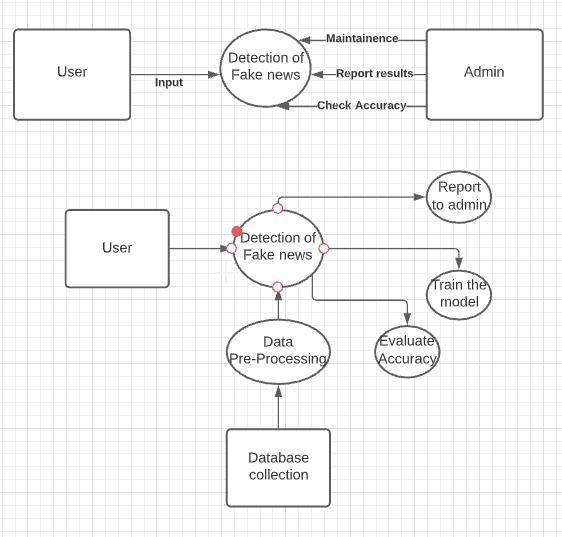 User
Input
Detection of
Fake news
Maintainence
Report results
Check Accuracy
Admin
User
Detection of
Fake news
Report
to admin
Train the
model
Evaluate
Accuracy
Data
Pre-Processing
Database
collection